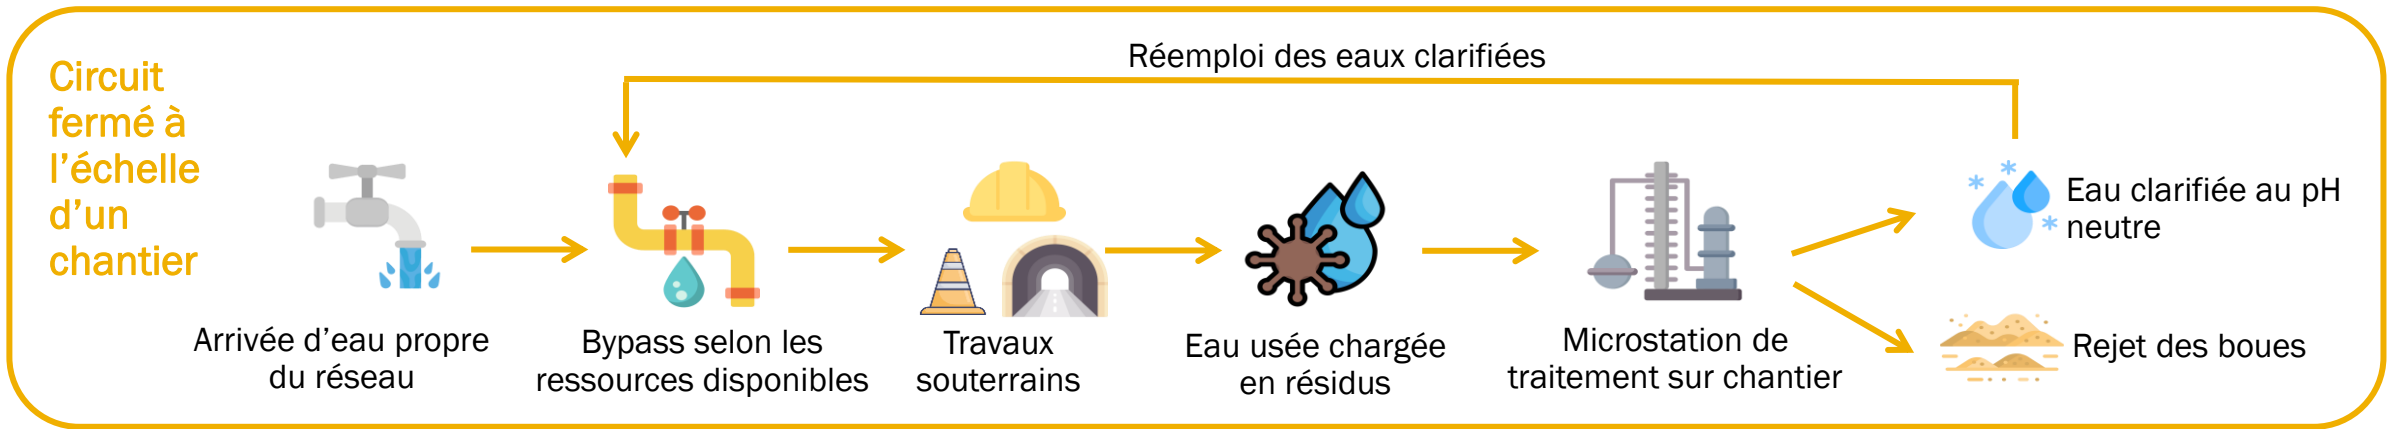 Circuit
fermé à
l’échelle
d’un
chantier
Réemploi des eaux clarifiées
Arrivée d’eau propre
du réseau
Bypass selon les
ressources disponibles
Travaux
souterrains
Eau usée chargée
en résidus
Microstation de
traitement sur chantier
Eau clarifiée au pH
neutre
Rejet des boues